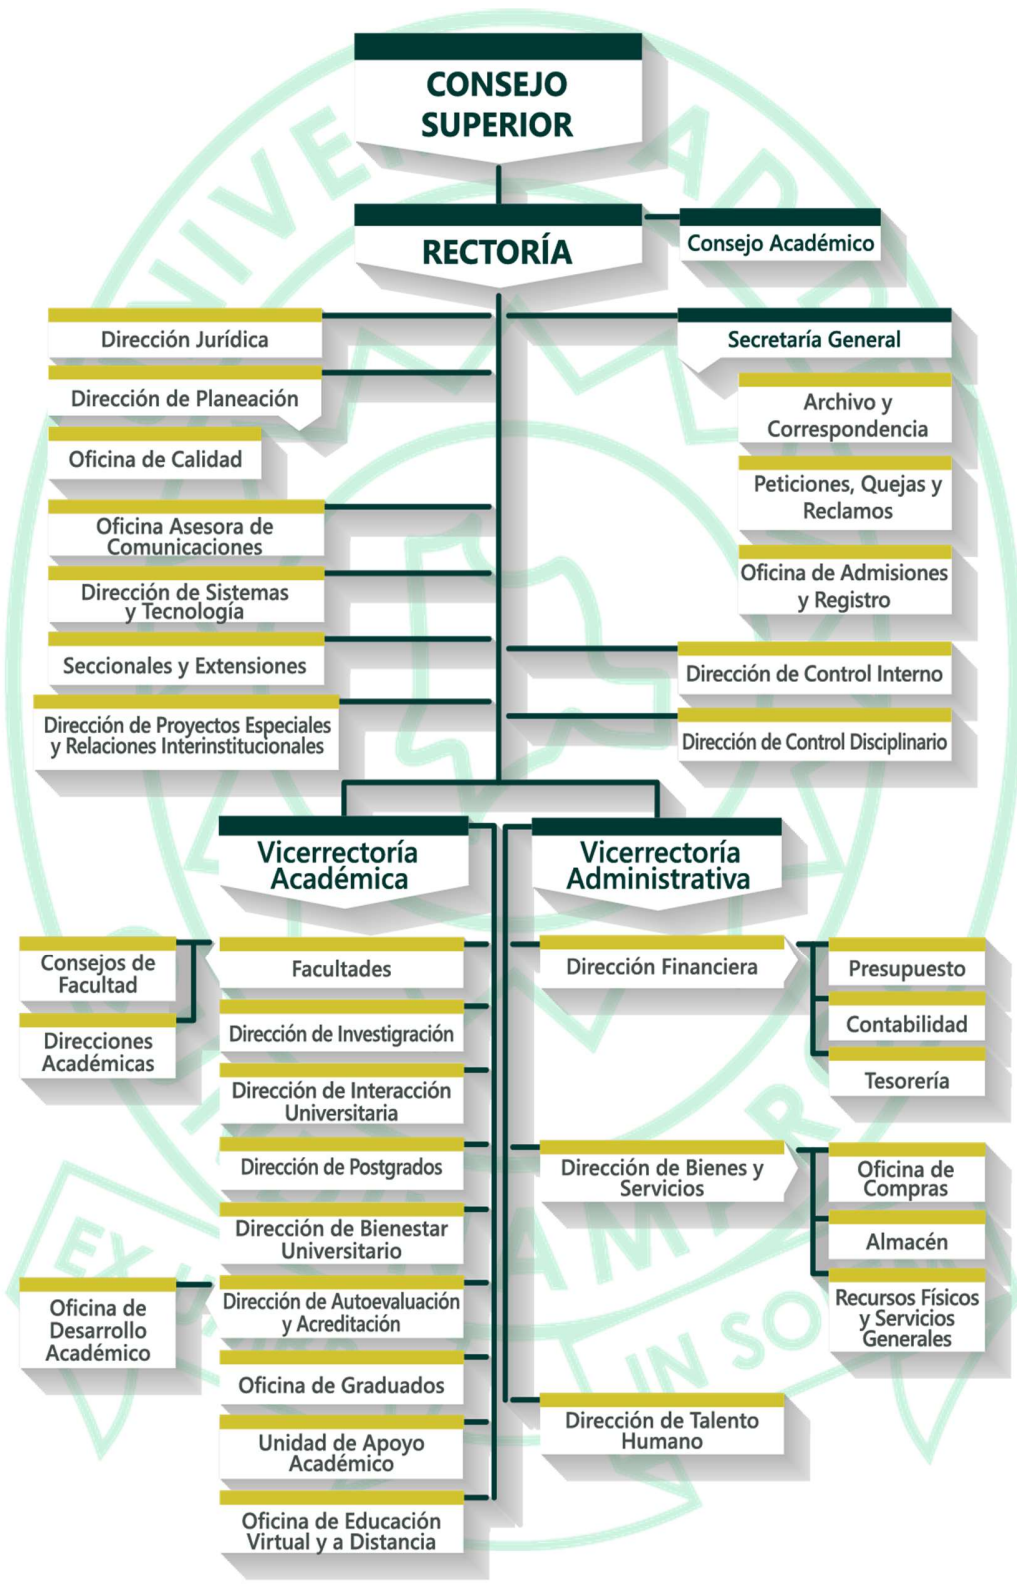 CONSEJO
SUPERIOR
RECTORÍA
Consejo Académico
Dirección Jurídica
Dirección de Planeación
Oficina de Calidad
Oficina Asesora de
Comunicaciones
Dirección de Sistemas
y Tecnología
Seccionales y Extensiones
Dirección de Proyectos Especiales
y Relaciones Interinstitucionales
Secretaría General
Archivo y
Correspondencia
Peticiones, Quejas y
Reclamos
Oficina de Admisiones
y Registro
Dirección de Control Interno
Dirección de Control Disciplinario
Vicerrectoría
Académica
Consejos de
Facultad
Direcciones
Académicas
Facultades
Dirección de Investigración
Dirección de Interacción
Universitaria
Dirección de Postgrados
Dirección de Bienestar
Universitario
Oficina de
Desarrollo
Académico
Dirección de Autoevaluación
y Acreditación
Oficina de Graduados
Unidad de Apoyo
Académico
Oficina de Educación
Virtual y a Distancia
Vicerrectoría
Administrativa
Dirección Financiera
Presupuesto
Contabilidad
Tesorería
Dirección de Bienes y
Servicios
Oficina de
Compras
Almacén
Recursos Físicos
y Servicios
Generales
Dirección de Talento
Humano